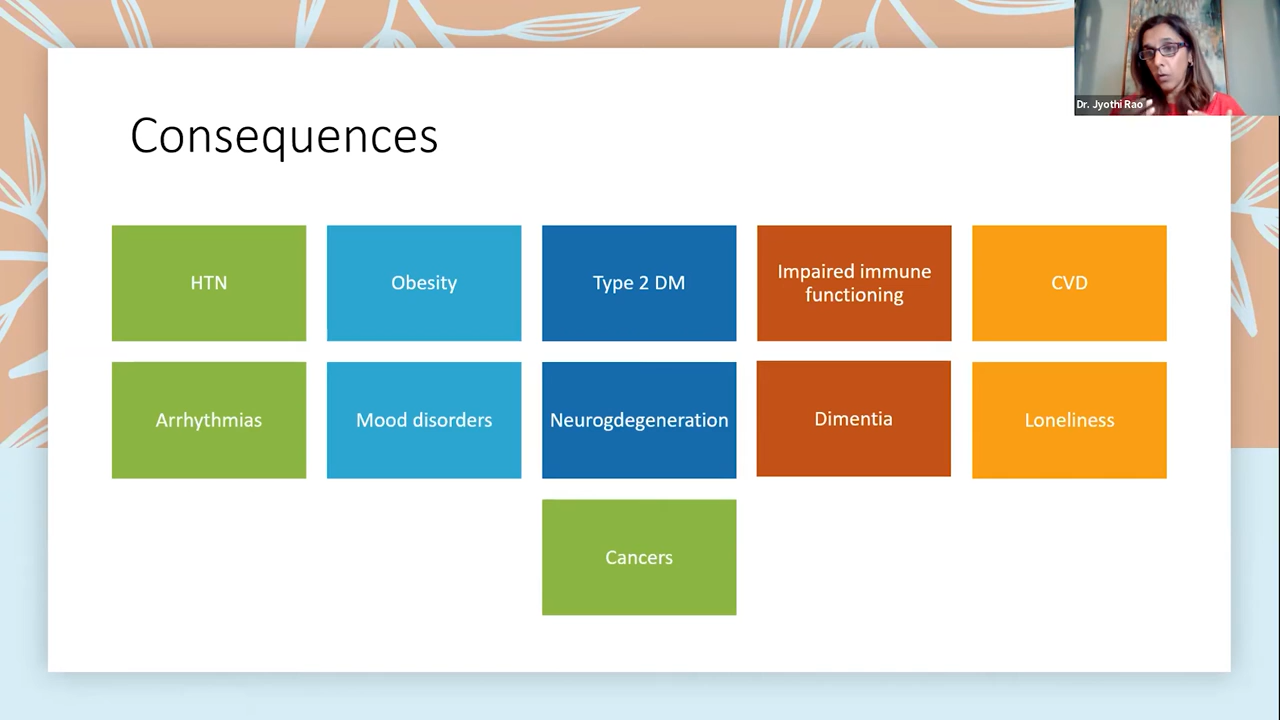 Dr. Jyothi Rao
Consequences
HTN
Obesity
Type 2 DM
Impaired immune
functioning
CVD
Arrhythmias
Mood disorders
Neurogdegeneration
Dimentia
Loneliness
Cancers